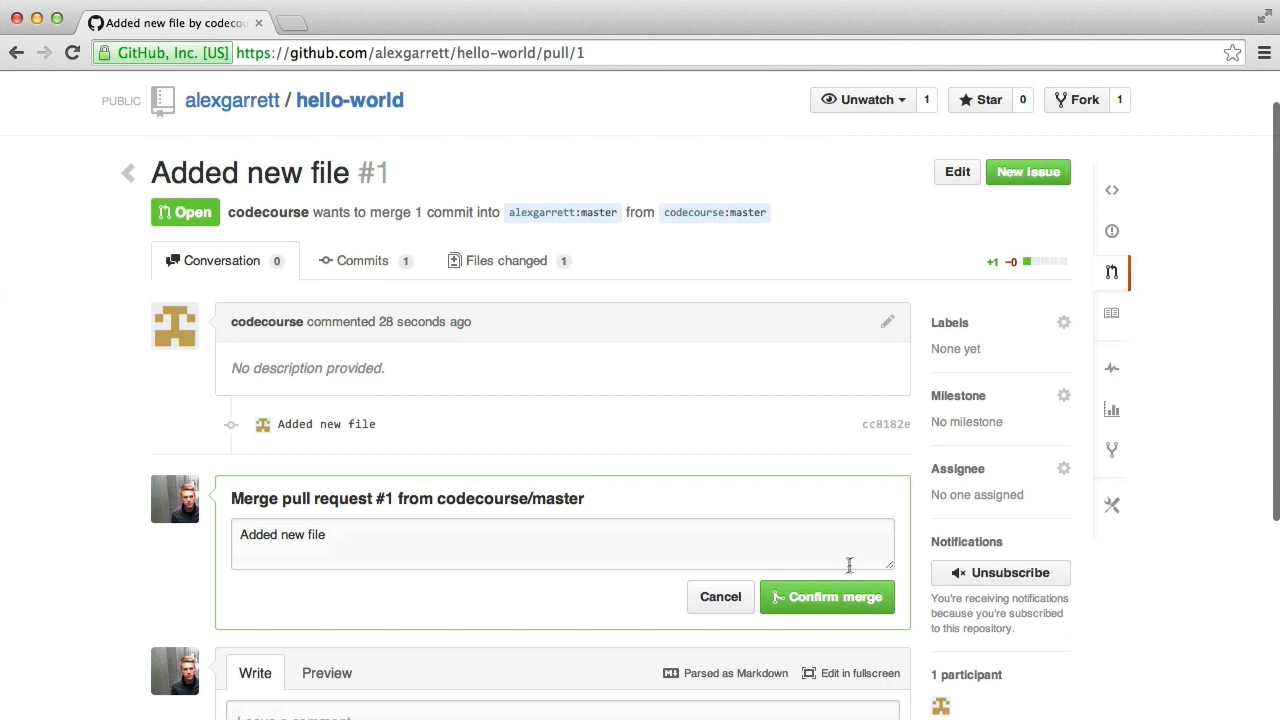 Added new file by codecou
GitHub, Inc. [US] https://github.com/alexgarrett/hello-world/pull/1
PUBLIC alexgarrett / hello-world
Unwatch 1 Star 0 Fork 1
Added new file #1
Edit New Issue
Open codecourse wants to merge 1 commit into alexgarrett:master from codecourse:master
Conversation 0 Commits 1 Files changed 1
+1 −0
codecourse commented 28 seconds ago
No description provided.
Added new file cc8182e
Merge pull request #1 from codecourse/master
Added new file
Cancel Confirm merge
Write Preview Parsed as Markdown Edit in fullscreen
Leave a comment
Labels
None yet
Milestone
No milestone
Assignee
No one assigned
Notifications
Unsubscribe
You're receiving notifications
because you're subscribed
to this repository.
1 participant